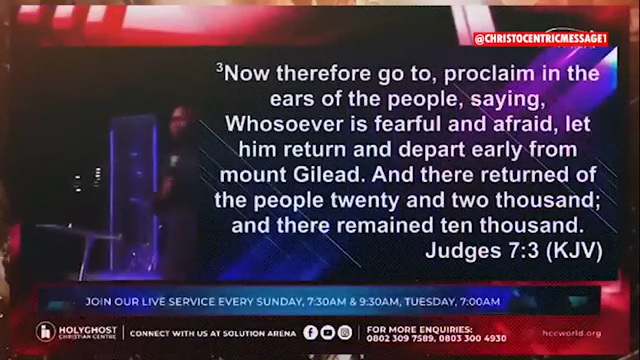 @CHRISTOCENTRICMESSAGE1
3Now therefore go to, proclaim in the
ears of the people, saying,
Whosoever is fearful and afraid, let
him return and depart early from
mount Gilead. And there returned of
the people twenty and two thousand;
and there remained ten thousand.
Judges 7:3 (KJV)
JOIN OUR LIVE SERVICE EVERY SUNDAY, 7:30AM & 9:30AM, TUESDAY, 7:00AM
HOLYGHOST
CHRISTIAN CENTRE
CONNECT WITH US AT SOLUTION ARENA
FOR MORE ENQUIRIES:
0802 309 7589, 0803 300 4930
hccworld.org